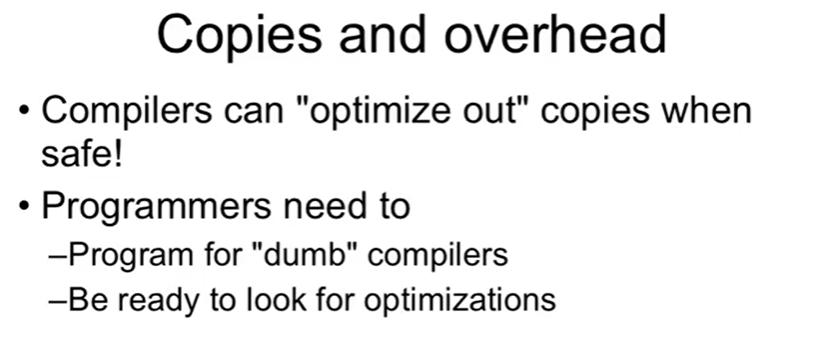 Copies and overhead
• Compilers can "optimize out" copies when
safe!
• Programmers need to
–Program for "dumb" compilers
–Be ready to look for optimizations